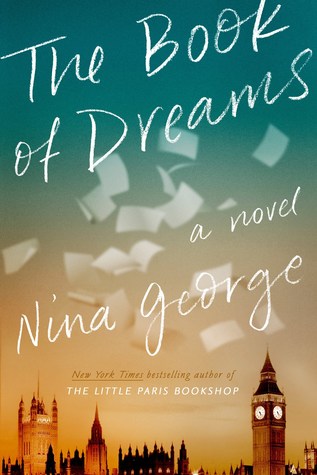 The Book
of Dreams
a novel
Nina George
New York Times bestselling author of
THE LITTLE PARIS BOOKSHOP